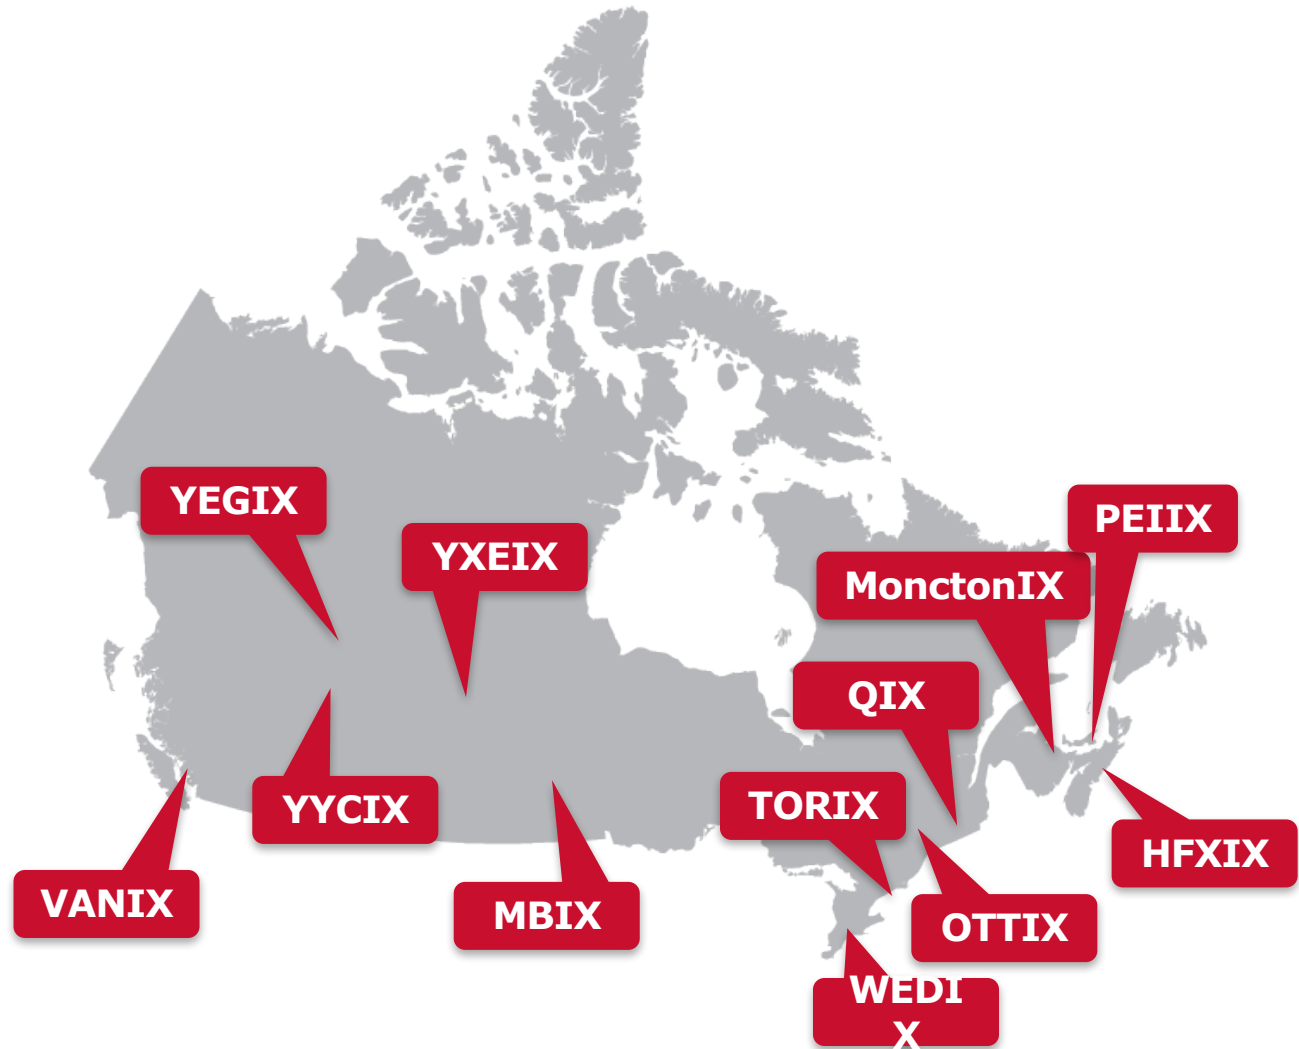 YEGIX
PEIIX
YXEIX
MonctonIX
QIX
TORIX
YYCIX
HFXIX
VANIX
MBIX
OTTIX
WEDI
X